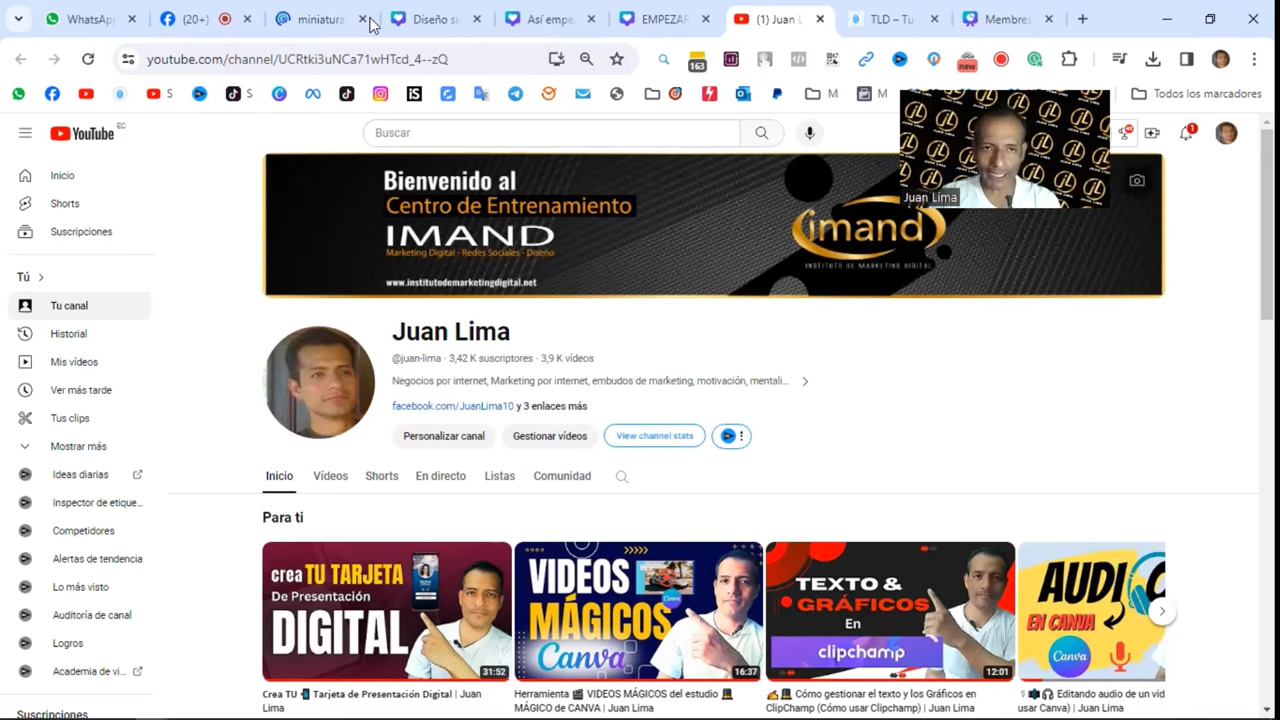 WhatsApp
(20+)
miniatura
Diseño si
Así empe
EMPEZAR
(1) Juan L
TLD – Tu
Membres
youtube.com/channel/UCRtki3uNCa71wHTcd_4--zQ
163
new
S
S
iS
M
M
Todos los marcadores
YouTube EC
Buscar
1
Inicio
Shorts
Suscripciones
Tú
Tu canal
Historial
Mis vídeos
Ver más tarde
Tus clips
Mostrar más
Ideas diarias
Inspector de etique...
Competidores
Alertas de tendencia
Lo más visto
Auditoría de canal
Logros
Academia de vi...
Suscripciones
Bienvenido al
Centro de Entrenamiento
IMAND
Marketing Digital - Redes Sociales - Diseño
www.institutodemarketingdigital.net
imand
INSTITUTO DE MARKETING DIGITAL
JL
JUAN LIMA
Juan Lima
Juan Lima
@juan-lima · 3,42 K suscriptores · 3,9 K vídeos
Negocios por internet, Marketing por internet, embudos de marketing, motivación, mentali...
facebook.com/JuanLima10 y 3 enlaces más
Personalizar canal
Gestionar vídeos
View channel stats
Inicio
Vídeos
Shorts
En directo
Listas
Comunidad
Para ti
crea TU TARJETA
De Presentación
DIGITAL
31:52
VIDEOS
MÁGICOS
Canva
Canva
16:37
TEXTO &
GRÁFICOS
En
clipchamp
12:01
AUDIO
EN CANVA
Canva
Crea TU Tarjeta de Presentación Digital | Juan
Lima
Herramienta VIDEOS MÁGICOS del estudio
MÁGICO de CANVA | Juan Lima
Cómo gestionar el texto y los Gráficos en
ClipChamp (Cómo usar Clipchamp) | Juan Lima
Editando audio de un vid
usar Canva) | Juan Lima